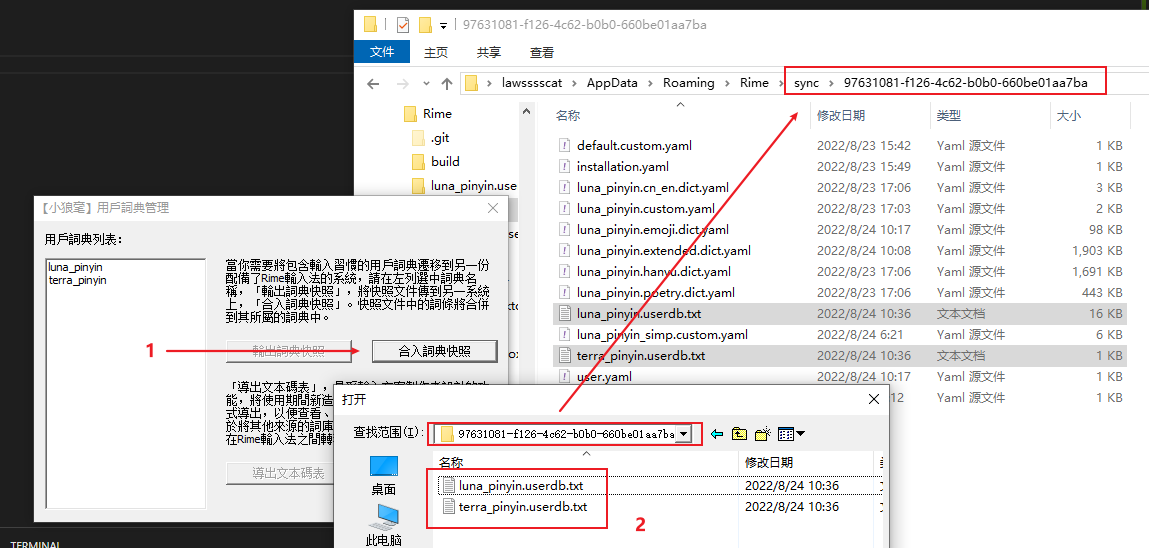 97631081-f126-4c62-b0b0-660be01aa7ba
文件 主页 共享 查看
lawsssscat > AppData > Roaming > Rime > sync > 97631081-f126-4c62-b0b0-660be01aa7ba
Rime
.git
build
luna_pinyin.use
名称 修改日期 类型 大小
default.custom.yaml 2022/8/23 15:42 Yaml 源文件 1 KB
installation.yaml 2022/8/23 15:49 Yaml 源文件 1 KB
luna_pinyin.cn_en.dict.yaml 2022/8/23 17:06 Yaml 源文件 3 KB
luna_pinyin.custom.yaml 2022/8/23 17:03 Yaml 源文件 2 KB
luna_pinyin.emoji.dict.yaml 2022/8/24 10:17 Yaml 源文件 98 KB
luna_pinyin.extended.dict.yaml 2022/8/24 10:08 Yaml 源文件 1,903 KB
luna_pinyin.hanyu.dict.yaml 2022/8/23 17:06 Yaml 源文件 1,691 KB
luna_pinyin.poetry.dict.yaml 2022/8/23 17:06 Yaml 源文件 443 KB
luna_pinyin.userdb.txt 2022/8/24 10:36 文本文档 16 KB
luna_pinyin_simp.custom.yaml 2022/8/24 6:21 Yaml 源文件 6 KB
terra_pinyin.userdb.txt 2022/8/24 10:36 文本文档 1 KB
user.yaml 2022/8/24 10:17 Yaml 源文件 1 KB
12 Yaml 源文件 1 KB
【小狼毫】用戶詞典管理
用戶詞典列表:
luna_pinyin
terra_pinyin
當你需要將包含輸入習慣的用戶詞典遷移到另一份
配備了Rime輸入法的系統,請在左列選中詞典名
稱,「輸出詞典快照」,將快照文件傳到另一系統
上,「合入詞典快照」。快照文件中的詞條將合併
到其所屬的詞典中。
1
輸出詞典快照 合入詞典快照
「導出文本碼表」,
能,將使用期間新造
式導出,以便查看、
於將其他來源的詞庫
在Rime輸入法之間轉
導出文本碼表
打开
查找范围(I): 97631081-f126-4c62-b0b0-660be01aa7ba
名称 修改日期
luna_pinyin.userdb.txt 2022/8/24 10:36
terra_pinyin.userdb.txt 2022/8/24 10:36
桌面
此电脑
2
TERMINAL